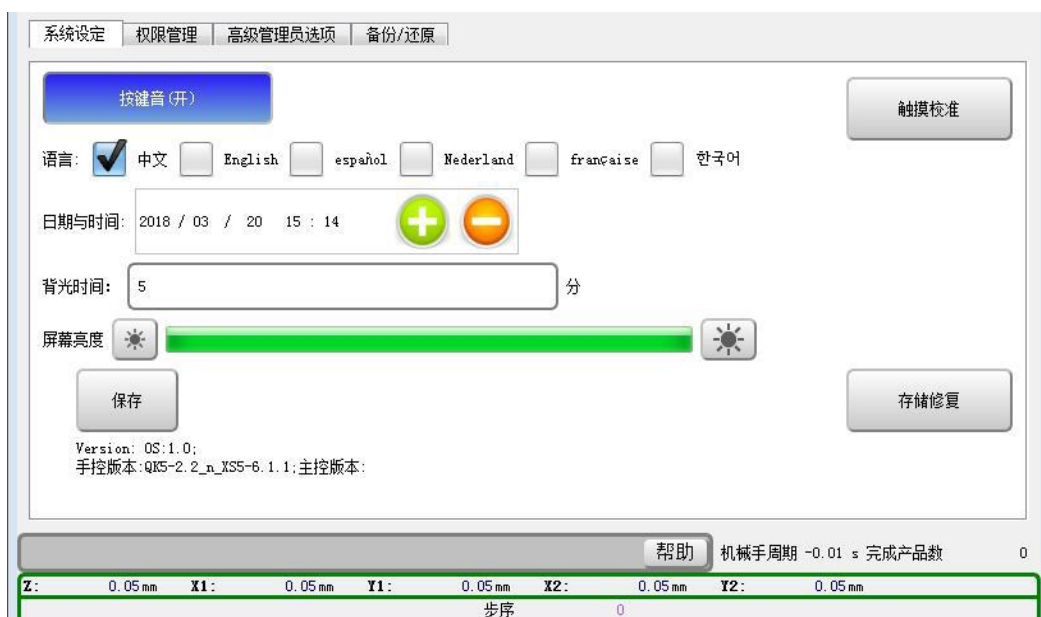 系统设定 权限管理 高级管理员选项 备份/还原
按键音(开) 触摸校准
语言: 中文 English español Nederland française 한국어
日期与时间: 2018 / 03 / 20 15 : 14
背光时间: 5 分
屏幕亮度
保存 存储修复
Version: OS:1.0;
手控版本:QK5-2.2_n_XS5-6.1.1;主控版本:
帮助 机械手周期 -0.01 s 完成产品数 0
Z: 0.05mm X1: 0.05mm Y1: 0.05mm X2: 0.05mm Y2: 0.05mm
步序 0